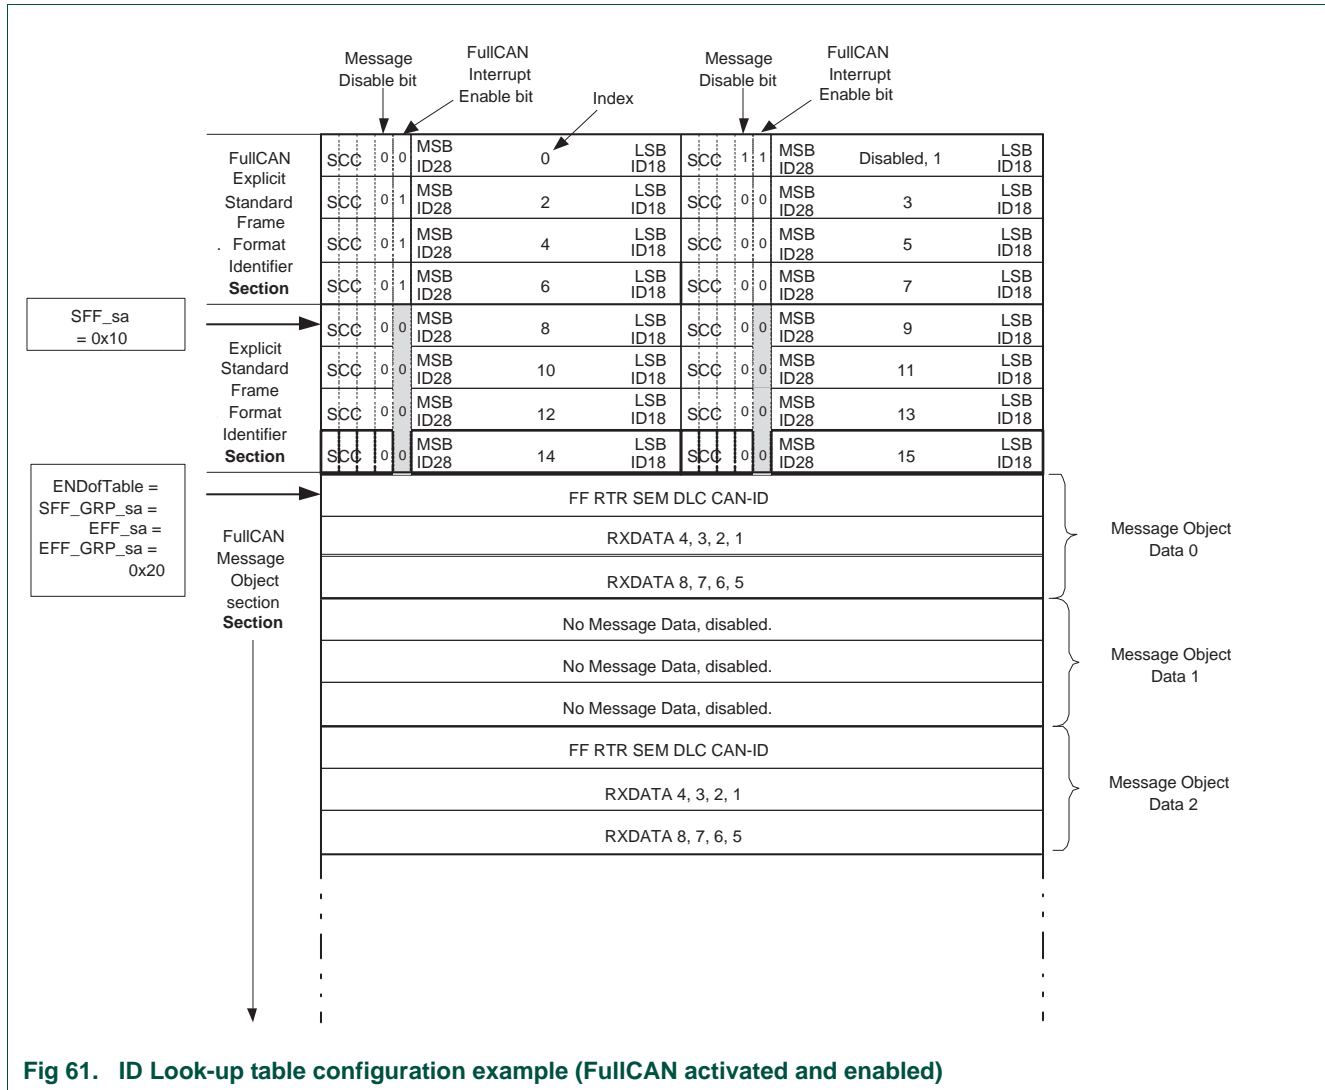 Message
Disable bit
FullCAN
Interrupt
Enable bit
Index
Message
Disable bit
FullCAN
Interrupt
Enable bit
FullCAN
Explicit
Standard
Frame
. Format
Identifier
Section
SCC 0 0 MSB ID28 0 LSB ID18 SCC 1 1 MSB ID28 Disabled, 1 LSB ID18
SCC 0 1 MSB ID28 2 LSB ID18 SCC 0 0 MSB ID28 3 LSB ID18
SCC 0 1 MSB ID28 4 LSB ID18 SCC 0 0 MSB ID28 5 LSB ID18
SCC 0 1 MSB ID28 6 LSB ID18 SCC 0 0 MSB ID28 7 LSB ID18
SFF_sa
= 0x10
Explicit
Standard
Frame
Format
Identifier
Section
SCC 0 0 MSB ID28 8 LSB ID18 SCC 0 0 MSB ID28 9 LSB ID18
SCC 0 0 MSB ID28 10 LSB ID18 SCC 0 0 MSB ID28 11 LSB ID18
SCC 0 0 MSB ID28 12 LSB ID18 SCC 0 0 MSB ID28 13 LSB ID18
SCC 0 0 MSB ID28 14 LSB ID18 SCC 0 0 MSB ID28 15 LSB ID18
ENDofTable =
SFF_GRP_sa =
EFF_sa =
EFF_GRP_sa =
0x20
FullCAN
Message
Object
section
Section
FF RTR SEM DLC CAN-ID
RXDATA 4, 3, 2, 1
RXDATA 8, 7, 6, 5
Message Object
Data 0
No Message Data, disabled.
No Message Data, disabled.
No Message Data, disabled.
Message Object
Data 1
FF RTR SEM DLC CAN-ID
RXDATA 4, 3, 2, 1
RXDATA 8, 7, 6, 5
Message Object
Data 2
Fig 61. ID Look-up table configuration example (FullCAN activated and enabled)